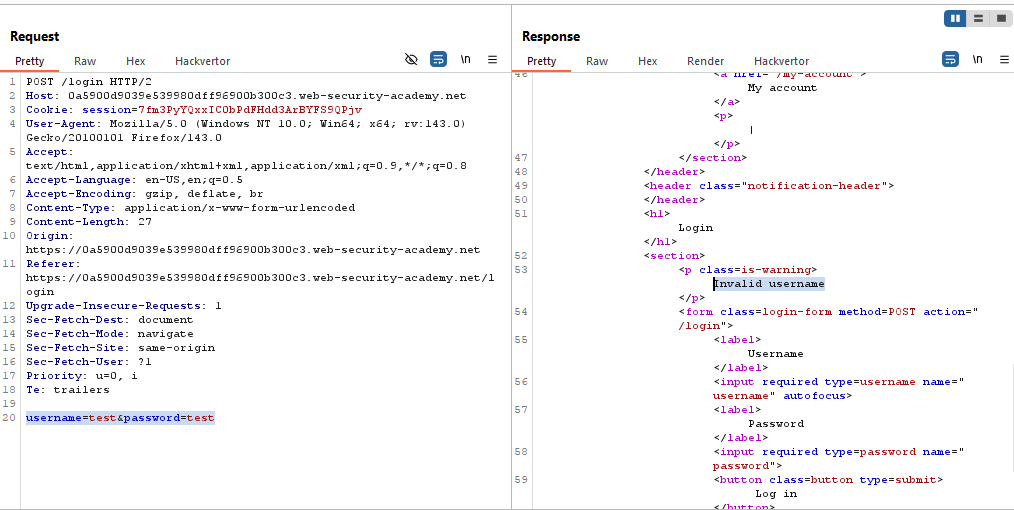 Request
Pretty Raw Hex Hackvertor
\n
1 POST /login HTTP/2
2 Host: 0a5900d9039e539980dff96900b300c3.web-security-academy.net
3 Cookie: session=7fm3PyYQxxIC0bPdFHdd3ArBYFS9QPjv
4 User-Agent: Mozilla/5.0 (Windows NT 10.0; Win64; x64; rv:143.0)
Gecko/20100101 Firefox/143.0
5 Accept:
text/html,application/xhtml+xml,application/xml;q=0.9,*/*;q=0.8
6 Accept-Language: en-US,en;q=0.5
7 Accept-Encoding: gzip, deflate, br
8 Content-Type: application/x-www-form-urlencoded
9 Content-Length: 27
10 Origin:
https://0a5900d9039e539980dff96900b300c3.web-security-academy.net
11 Referer:
https://0a5900d9039e539980dff96900b300c3.web-security-academy.net/l
ogin
12 Upgrade-Insecure-Requests: 1
13 Sec-Fetch-Dest: document
14 Sec-Fetch-Mode: navigate
15 Sec-Fetch-Site: same-origin
16 Sec-Fetch-User: ?1
17 Priority: u=0, i
18 Te: trailers
19
20 username=test&password=test
Response
Pretty Raw Hex Render Hackvertor
\n
46 <a href="/my-account">
My account
</a>
<p>
|
</p>
47 </section>
48 </header>
49 <header class="notification-header">
50 </header>
51 <h1>
Login
</h1>
52 <section>
53 <p class=is-warning>
Invalid username
</p>
54 <form class=login-form method=POST action="
/login">
55 <label>
Username
</label>
56 <input required type=username name="
username" autofocus>
57 <label>
Password
</label>
58 <input required type=password name="
password">
59 <button class=button type=submit>
Log in
</button>